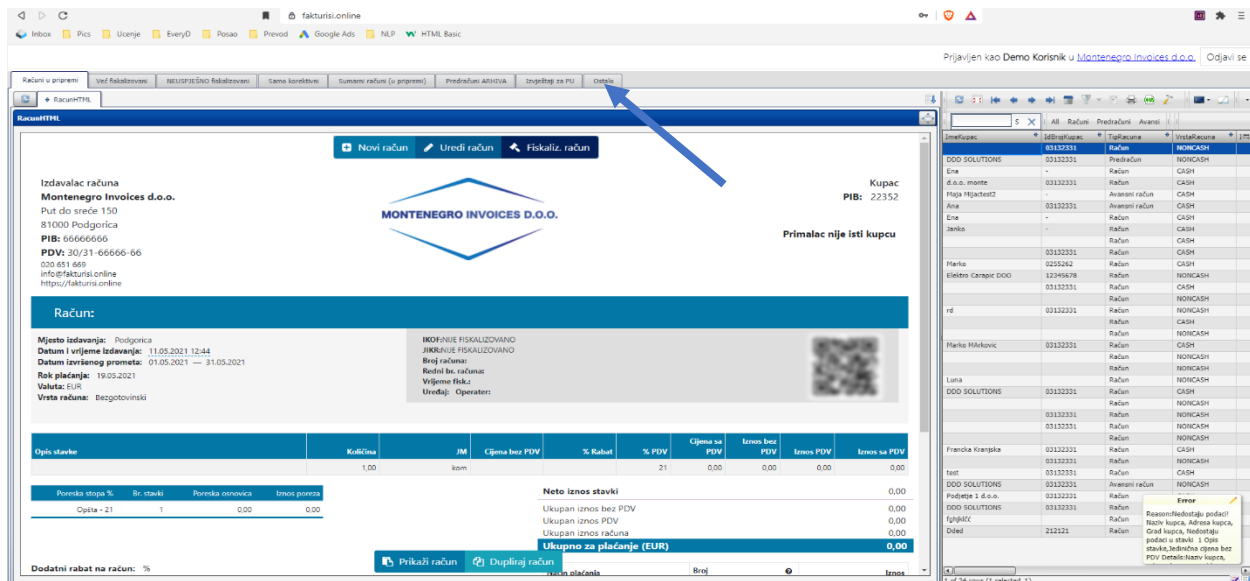 fakturisi.online
Inbox Pics Ucenje EveryD Posao Prevod Google Ads NLP HTML Basic
Prijavljen kao Demo Korisnik u Montenegro Invoices d.o.o. Odjavi se
Računi u pripremi Već fiskalizovani NEUSPJEŠNO fiskalizovani Samo korektivni Sumarni računi (u pripremi) Predračuni ARHIVA Izvještaji za PU Ostalo
RacunHTML
RacunHTML
S X All Računi Predračuni Avansi
Novi račun Uredi račun Fiskaliz. račun
Izdavalac računa
Montenegro Invoices d.o.o.
Put do sreće 150
81000 Podgorica
PIB: 66666666
PDV: 30/31-66666-66
020 651 669
info@fakturisi.online
https://fakturisi.online
MONTENEGRO INVOICES D.O.O.
Kupac
PIB: 22352
Primalac nije isti kupcu
Račun:
Mjesto izdavanja: Podgorica
Datum i vrijeme izdavanja: 11.05.2021 12:44
Datum izvršenog prometa: 01.05.2021 — 31.05.2021
Rok plaćanja: 19.05.2021
Valuta: EUR
Vrsta računa: Bezgotovinski
IKOF:NIJE FISKALIZOVANO
JIKR:NIJE FISKALIZOVANO
Broj računa:
Redni br. računa:
Vrijeme fisk.:
Uređaj: Operater:
Opis stavke Količina JM Cijena bez PDV % Rabat % PDV Cijena sa PDV Iznos bez PDV Iznos PDV Iznos sa PDV
1,00 kom 21 0,00 0,00 0,00 0,00
Poreska stopa % Br. stavki Poreska osnovica Iznos poreza
Opšta - 21 1 0,00 0,00
Neto iznos stavki 0,00
Ukupan iznos bez PDV 0,00
Ukupan iznos PDV 0,00
Ukupan iznos računa 0,00
Ukupno za plaćanje (EUR) 0,00
Prikaži račun Dupliraj račun
Dodatni rabat na račun: %
Način plaćanja Broj Iznos
ImeKupac IdBrojKupac TipRacuna VrstaRacuna
03132331 Račun NONCASH
DDD SOLUTIONS 03132331 Predračun NONCASH
Ena - Račun CASH
d.o.o. monte 03132331 Račun CASH
Maja Mijactest2 - Avansni račun CASH
Ana 03132331 Avansni račun CASH
Ena - Račun CASH
Janko - Račun CASH
Račun CASH
03132331 Račun CASH
Marko 0255262 Račun CASH
Elektro Carapic DOO 12345678 Račun NONCASH
03132331 Račun CASH
Račun NONCASH
rd 03132331 Račun NONCASH
Račun CASH
Račun NONCASH
Marko MArkovic 03132331 Račun CASH
Račun NONCASH
Račun NONCASH
Luna Račun NONCASH
DDD SOLUTIONS 03132331 Račun CASH
Račun NONCASH
03132331 Račun NONCASH
03132331 Račun NONCASH
Račun NONCASH
Francka Kranjska 03132331 Račun CASH
03132331 Račun NONCASH
test 03132331 Račun CASH
DDD SOLUTIONS 03132331 Avansni račun NONCASH
Podjetje 1 d.o.o. 03132331 Račun
DDD SOLUTIONS 03132331 Račun
fghjklčć Račun
Dded 212121 Račun
Error
Reason:Nedostaju podaci!
Naziv kupca, Adresa kupca,
Grad kupca, Nedostaju
podaci u stavki 1 Opis
stavke,Jedinična cijena bez
PDV Details:Naziv kupca,